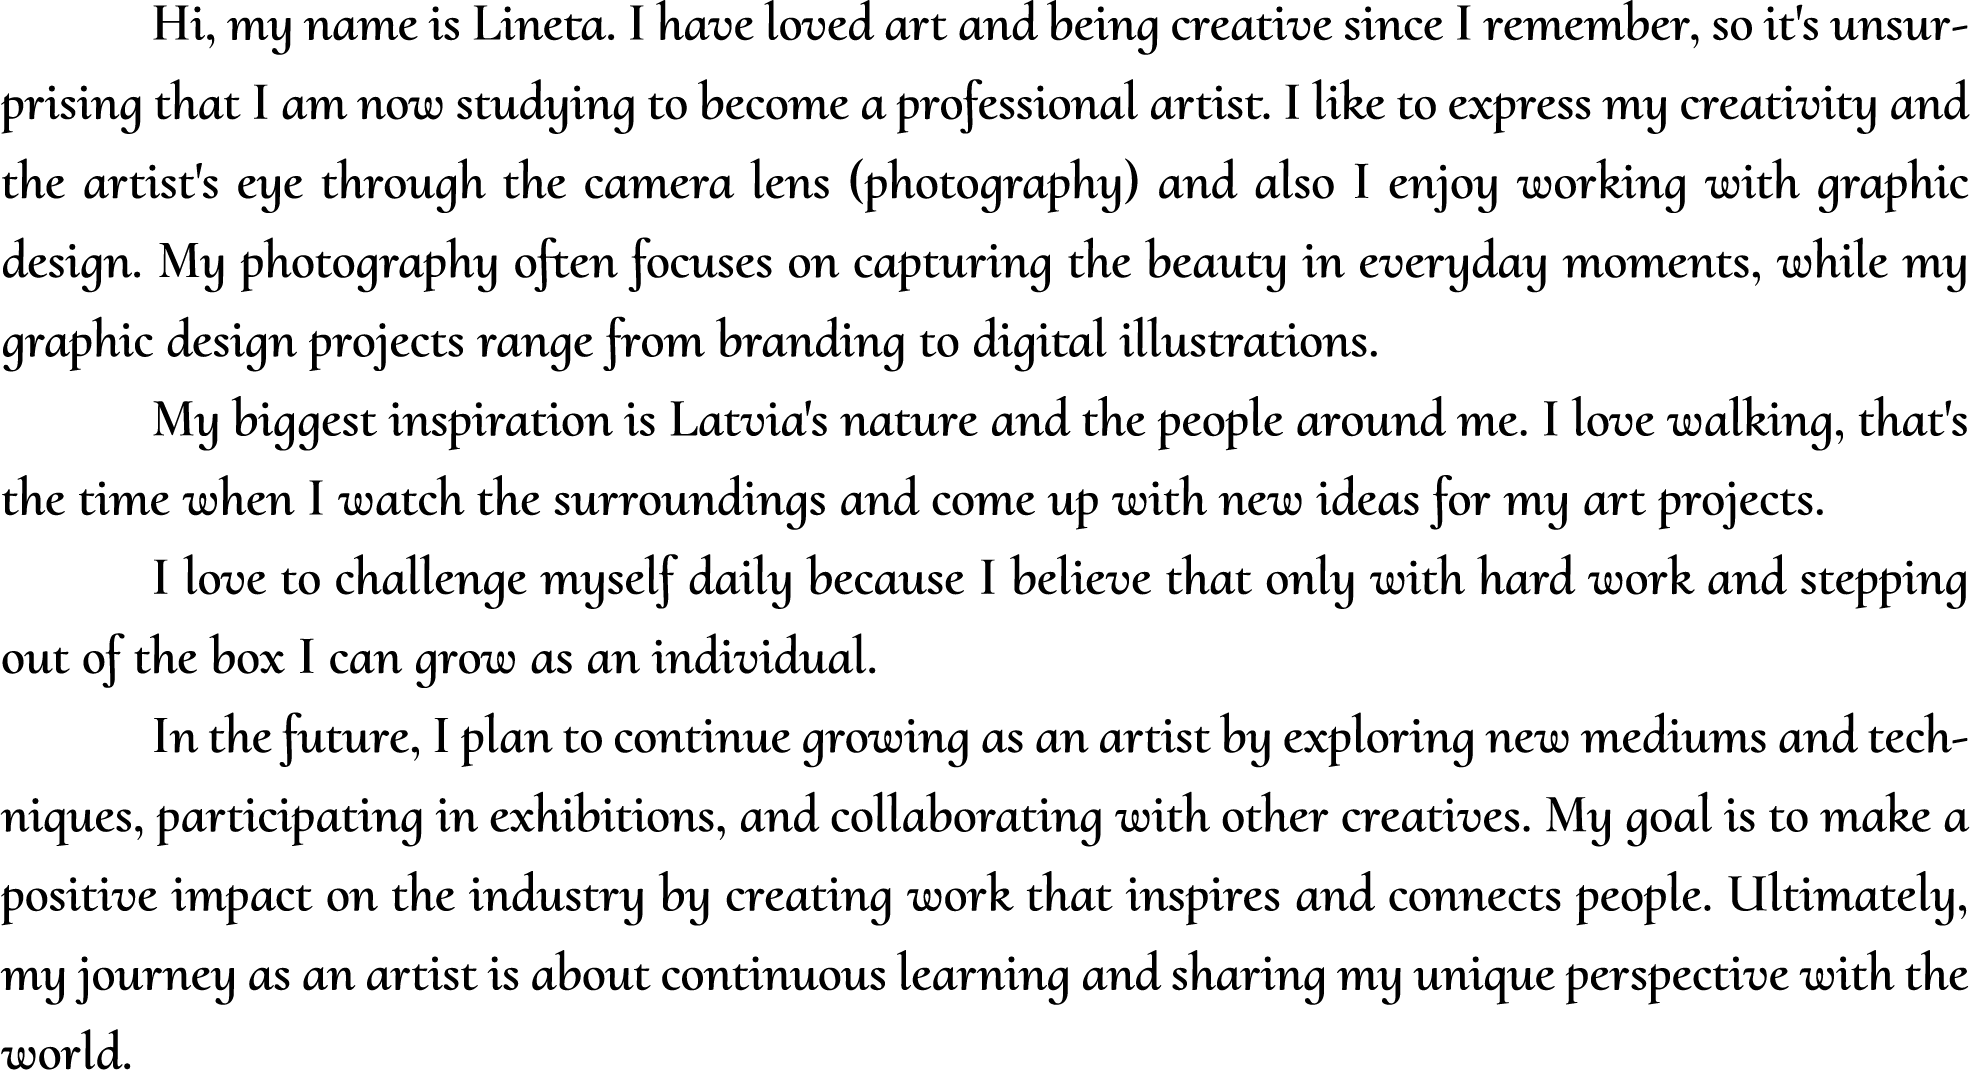 Hi, my name is Lineta. I have loved art and being creative since I remember, so it's unsur-
prising that I am now studying to become a professional artist. I like to express my creativity and
the artist's eye through the camera lens (photography) and also I enjoy working with graphic
design. My photography often focuses on capturing the beauty in everyday moments, while my
graphic design projects range from branding to digital illustrations.
My biggest inspiration is Latvia's nature and the people around me. I love walking, that's
the time when I watch the surroundings and come up with new ideas for my art projects.
I love to challenge myself daily because I believe that only with hard work and stepping
out of the box I can grow as an individual.
In the future, I plan to continue growing as an artist by exploring new mediums and tech-
niques, participating in exhibitions, and collaborating with other creatives. My goal is to make a
positive impact on the industry by creating work that inspires and connects people. Ultimately,
my journey as an artist is about continuous learning and sharing my unique perspective with the
world.